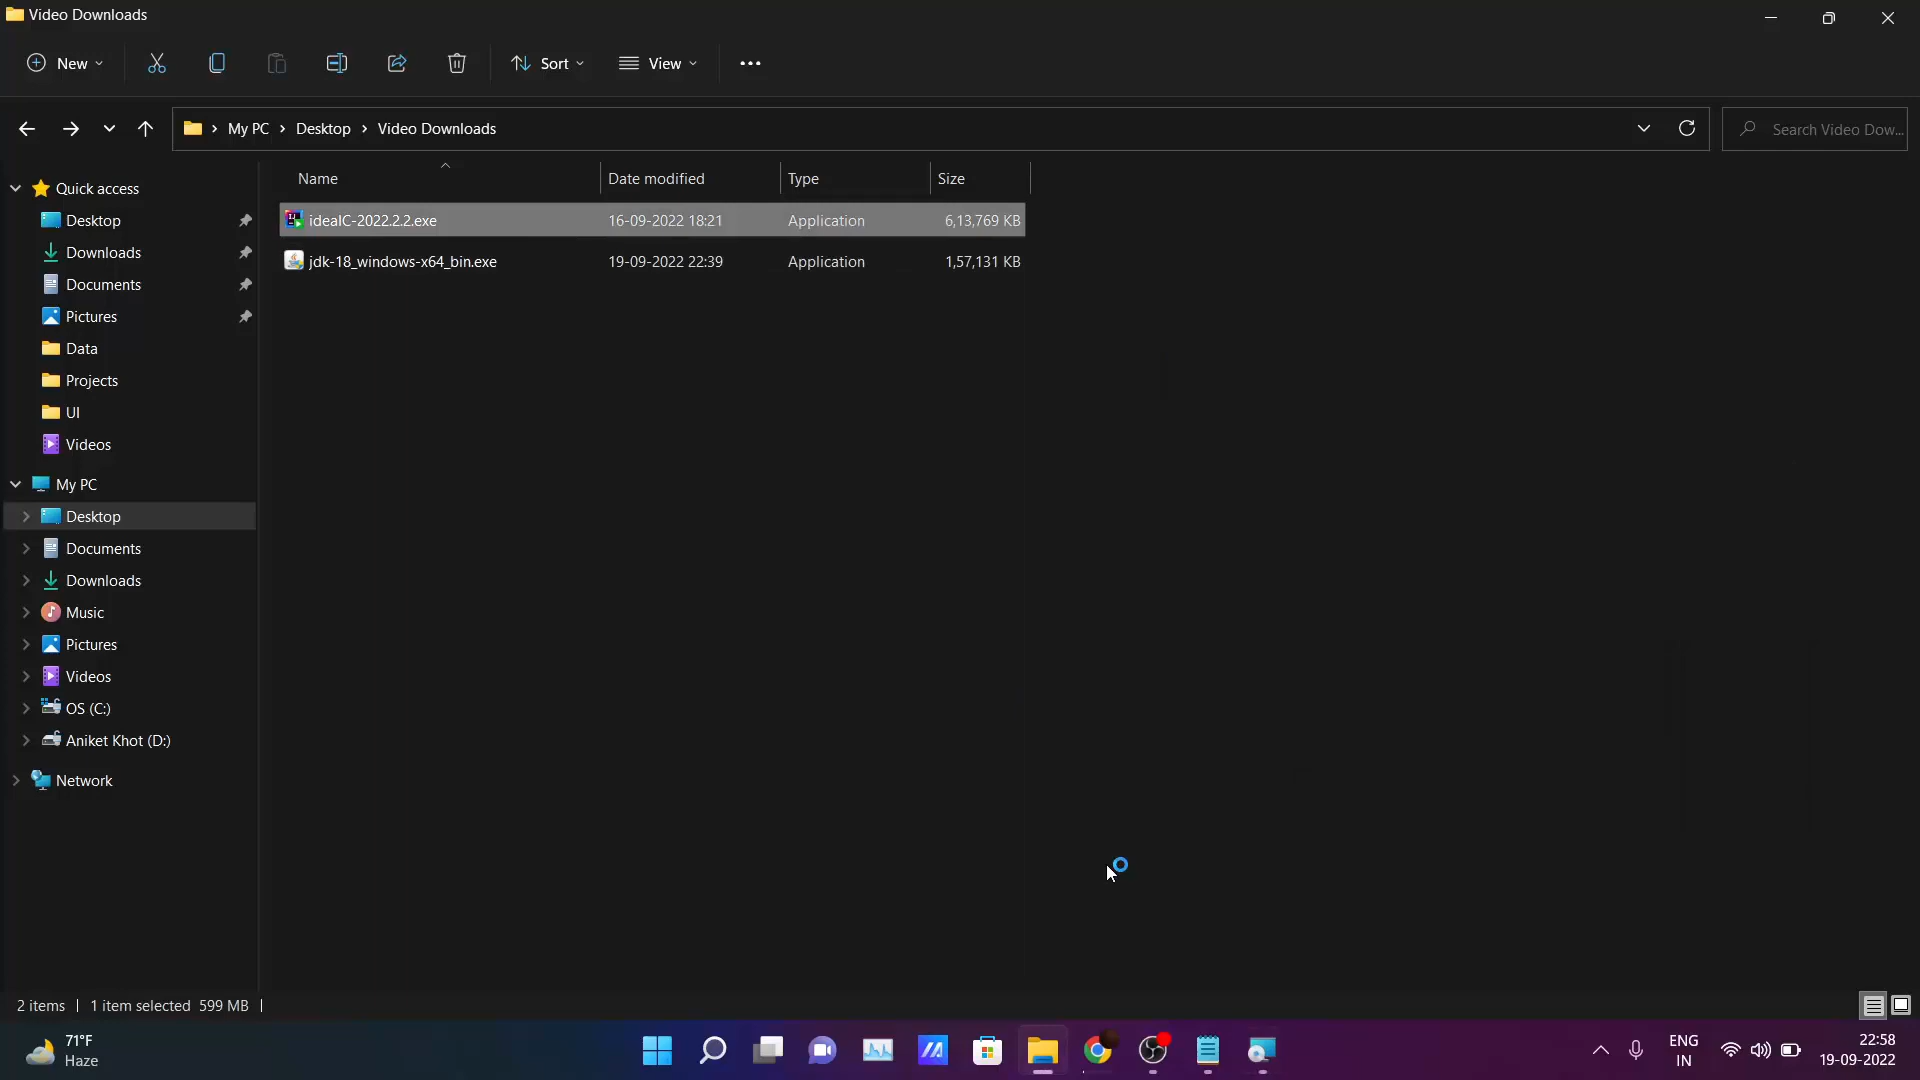 Video Downloads
New
Sort
View
My PC
Desktop
Video Downloads
Search Video Dow...
Name
Date modified
Type
Size
ideaIC-2022.2.2.exe
16-09-2022 18:21
Application
6,13,769 KB
jdk-18_windows-x64_bin.exe
19-09-2022 22:39
Application
1,57,131 KB
Quick access
Desktop
Downloads
Documents
Pictures
Data
Projects
UI
Videos
My PC
Desktop
Documents
Downloads
Music
Pictures
Videos
OS (C:)
Aniket Khot (D:)
Network
2 items
1 item selected 599 MB
71°F
Haze
ENG
IN
22:58
19-09-2022